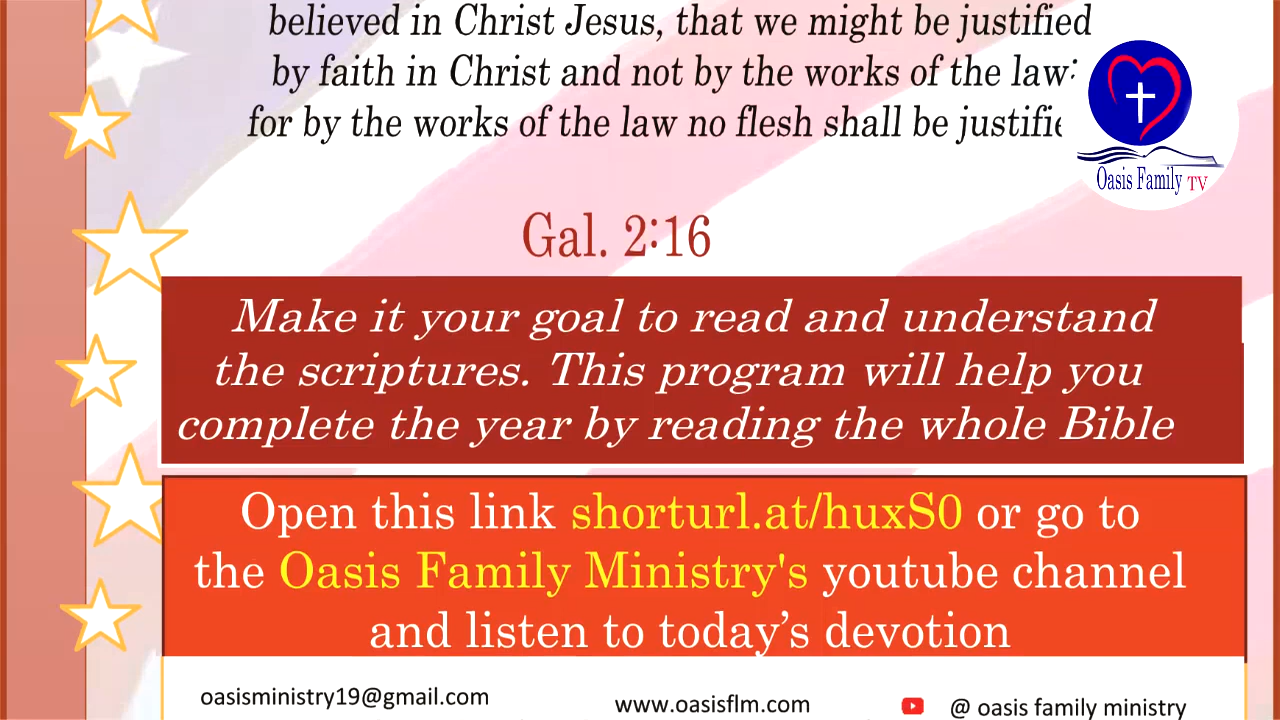 believed in Christ Jesus, that we might be justified
by faith in Christ and not by the works of the law:
for by the works of the law no flesh shall be justifie
Oasis Family TV
Gal. 2:16
Make it your goal to read and understand
the scriptures. This program will help you
complete the year by reading the whole Bible
Open this link shorturl.at/huxS0 or go to
the Oasis Family Ministry's youtube channel
and listen to today’s devotion
oasisministry19@gmail.com
www.oasisflm.com
@ oasis family ministry